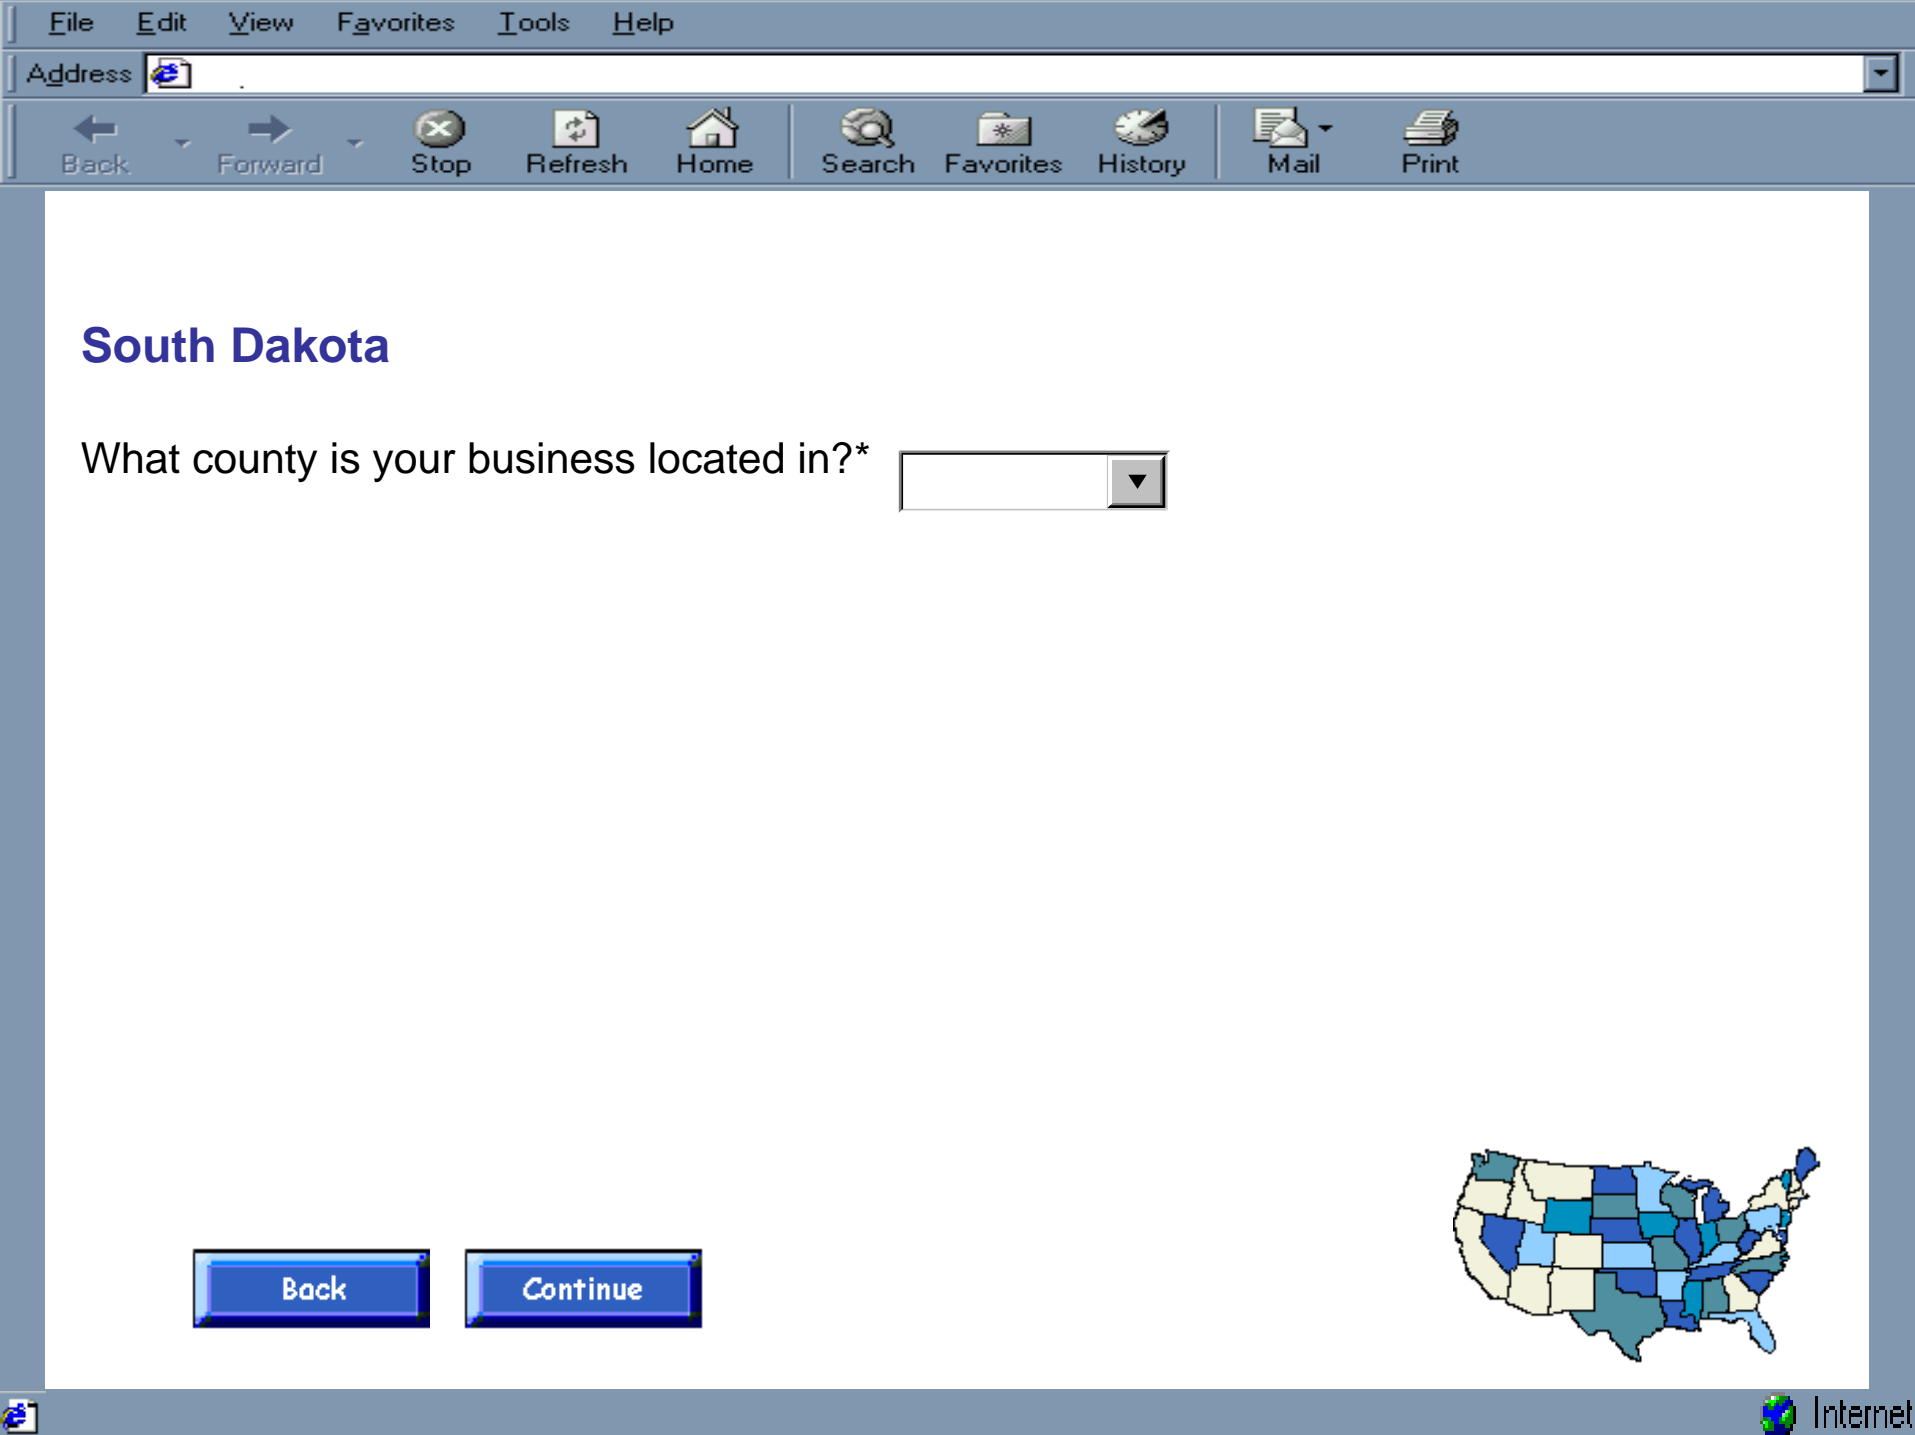 File Edit View Favorites Tools Help
Address .
Back Forward Stop Refresh Home Search Favorites History Mail Print
South Dakota
What county is your business located in?*
Back Continue
Internet